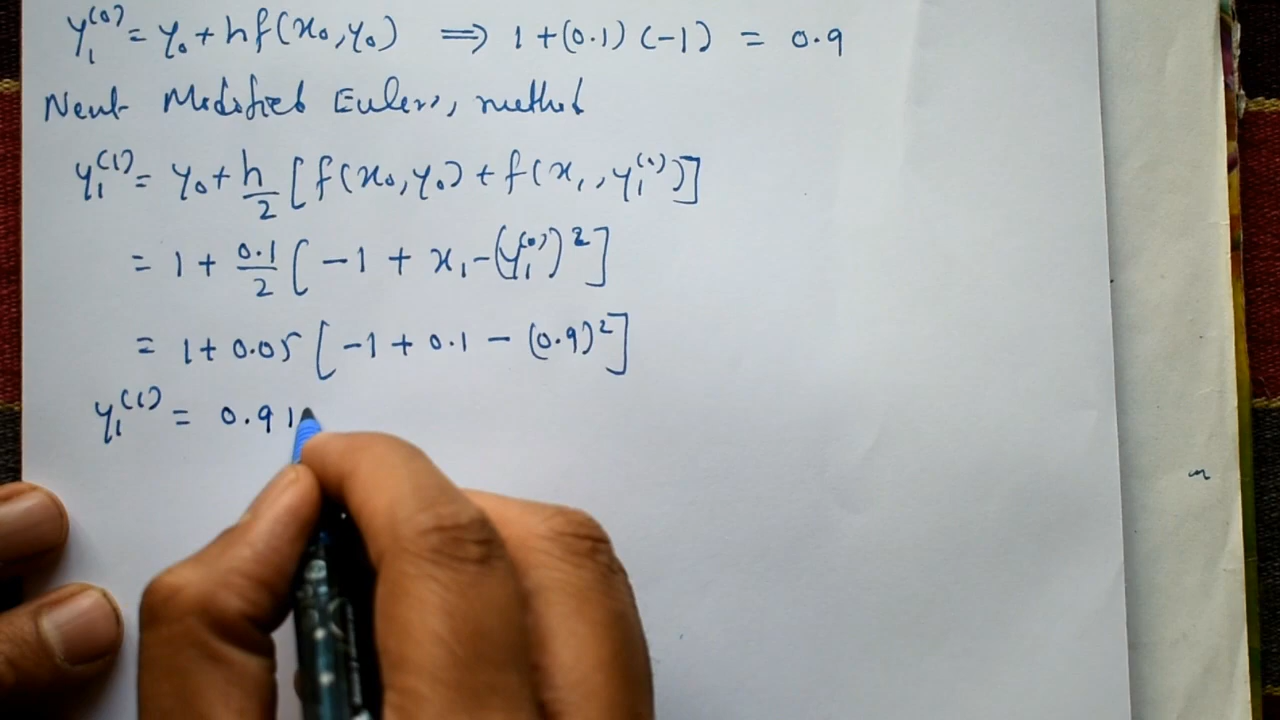 y₁⁽⁰⁾ = y₀ + hf(x₀, y₀) ⟹ 1 + (0.1) (-1) = 0.9
Next Modified Eulers, method
y₁⁽¹⁾ = y₀ + h/2 [f(x₀, y₀) + f(x₁, y₁⁽⁰⁾)]
= 1 + 0.1/2 [-1 + x₁ - (y₁⁽⁰⁾)²]
= 1 + 0.05 [-1 + 0.1 - (0.9)²]
y₁⁽¹⁾ = 0.91